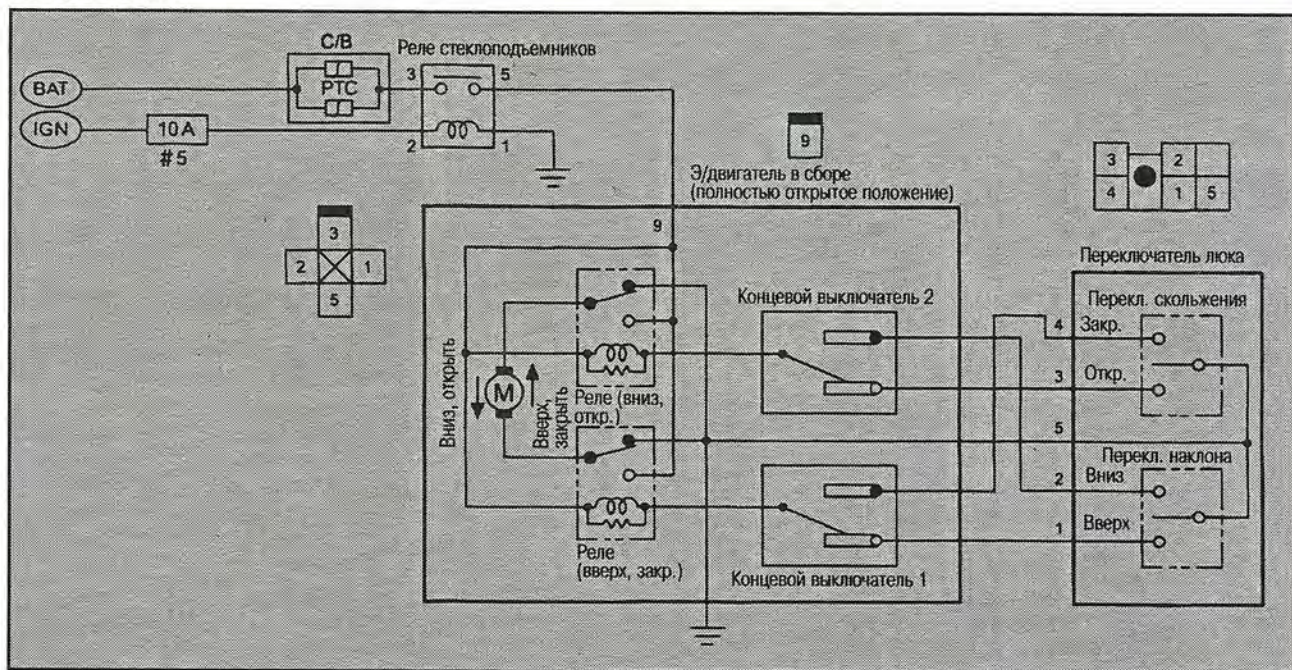 C/B
Реле стеклоподъемников
BAT
PTC
3
5
IGN
10 A
#5
2
1
9
Э/двигатель в сборе
(полностью открытое положение)
3
2
4
1
5
3
2
1
5
9
Переключатель люка
Концевой выключатель 2
Перекл. скольжения
4
Закр.
3
Откр.
Вниз, открыть
M
Вверх,
закрыть
Реле (вниз,
откр.)
5
Перекл. наклона
2
Вниз
1
Вверх
Реле
(вверх, закр.)
Концевой выключатель 1